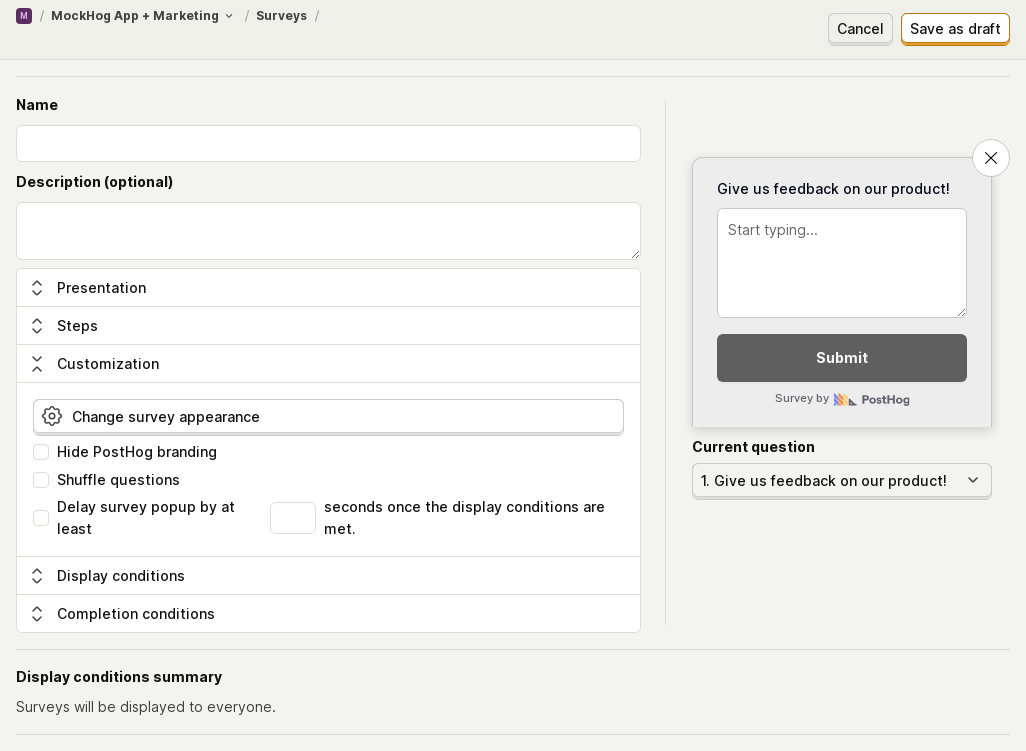 M / MockHog App + Marketing / Surveys /
Cancel
Save as draft
Name
Description (optional)
Presentation
Steps
Customization
Change survey appearance
Hide PostHog branding
Shuffle questions
Delay survey popup by at
least
seconds once the display conditions are
met.
Display conditions
Completion conditions
Give us feedback on our product!
Start typing...
Submit
Survey by PostHog
Current question
1. Give us feedback on our product!
Display conditions summary
Surveys will be displayed to everyone.